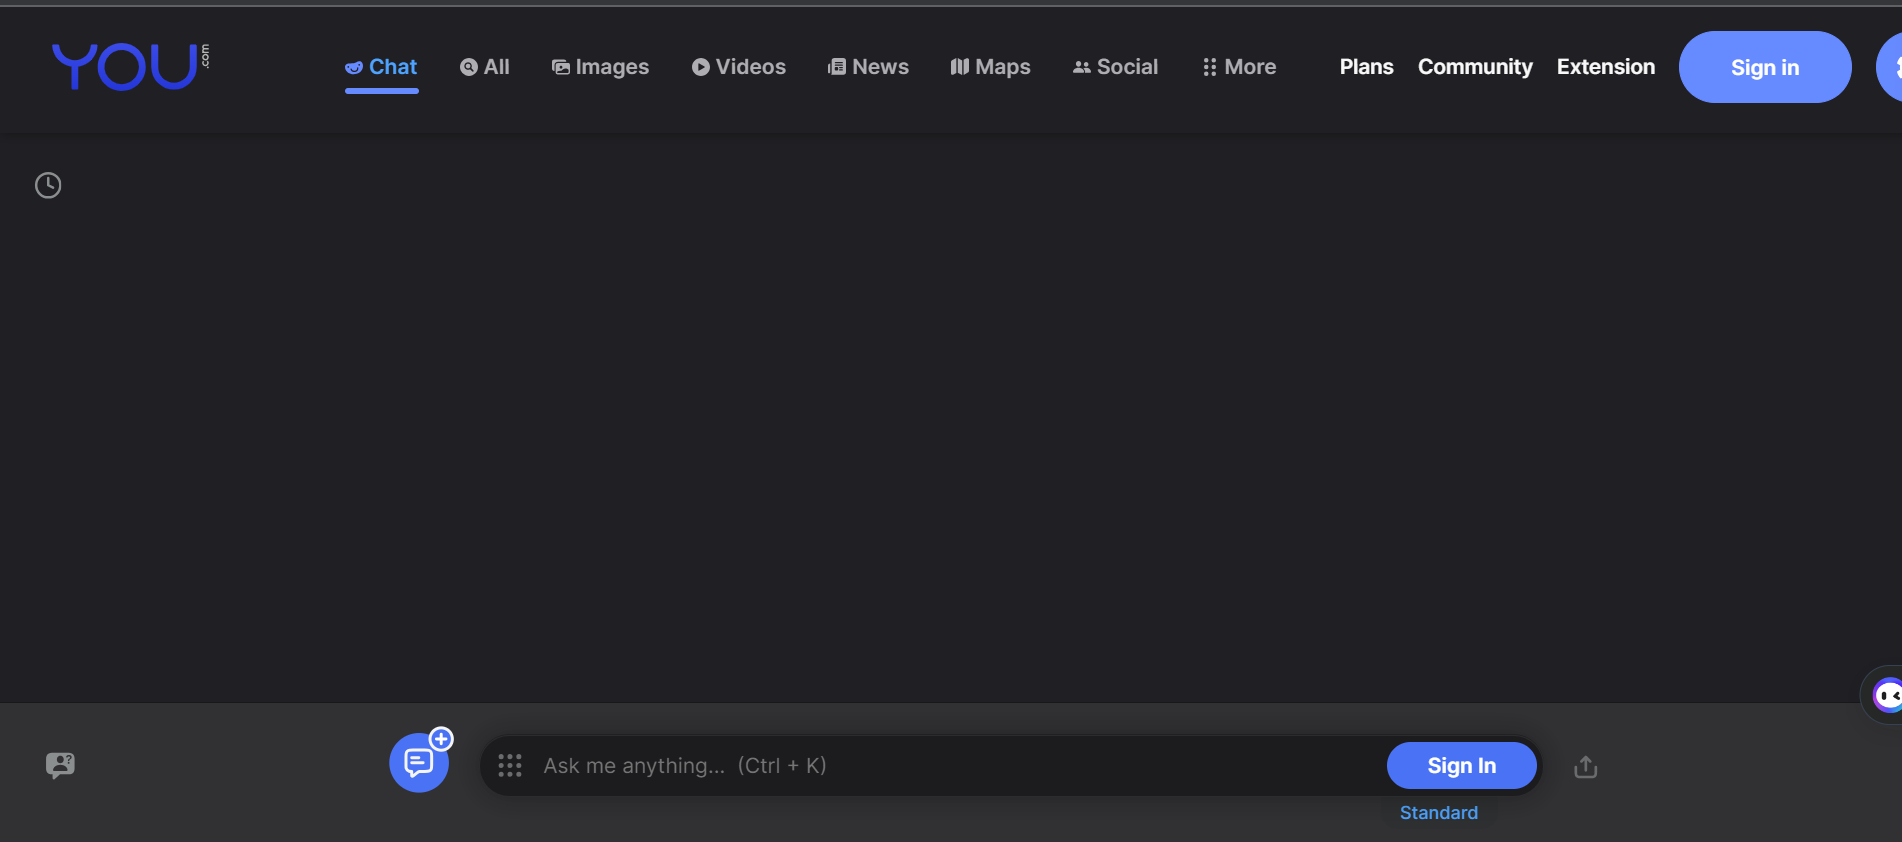 YOU.com
Chat All Images Videos News Maps Social More Plans Community Extension Sign in
Ask me anything... (Ctrl + K) Sign In
Standard